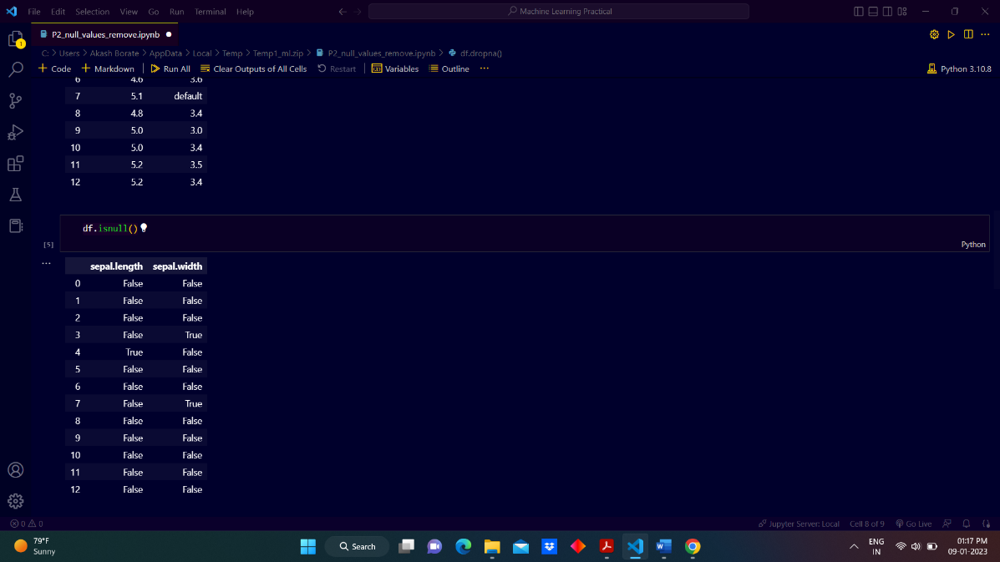 File Edit Selection View Go Run Terminal Help Machine Learning Practical
1
P2_null_values_remove.ipynb
C: > Users > Akash Borate > AppData > Local > Temp > Temp1_ml.zip > P2_null_values_remove.ipynb > df.dropna()
+ Code + Markdown Run All Clear Outputs of All Cells Restart Variables Outline ... Python 3.10.8
6 4.6 3.6
7 5.1 default
8 4.8 3.4
9 5.0 3.0
10 5.0 3.4
11 5.2 3.5
12 5.2 3.4
df.isnull()
[5] Python
... sepal.length sepal.width
0 False False
1 False False
2 False False
3 False True
4 True False
5 False False
6 False False
7 False True
8 False False
9 False False
10 False False
11 False False
12 False False
0 0 Jupyter Server: Local Cell 8 of 9 Go Live
79°F
Sunny
Search
ENG
IN
01:17 PM
09-01-2023